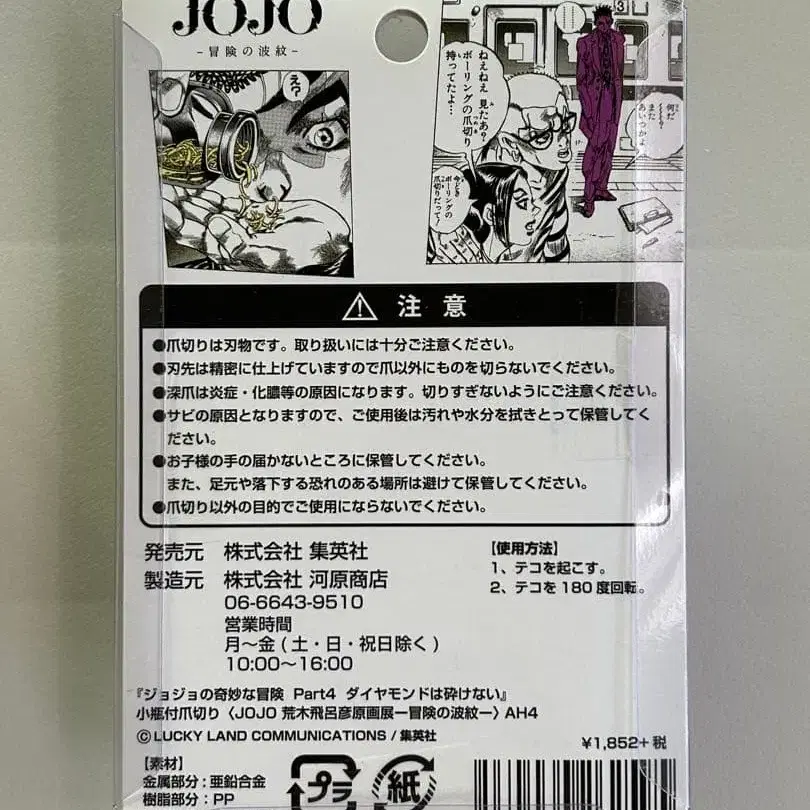 JOJO
-冒険の波紋-
え?
ねえねえ 見たあ?
ボーリングの爪切り
持ってたよ…
今どき
ボーリングの
爪切りだって!
………
3
何だ
また
あいつかよ
注意
●爪切りは刃物です。取り扱いには十分ご注意ください。
●刃先は精密に仕上げていますので爪以外にものを切らないでください。
●深爪は炎症・化膿等の原因になります。切りすぎないようにご注意ください。
●サビの原因となりますので、ご使用後は汚れや水分を拭きとって保管してく
ださい。
●お子様の手の届かないところに保管してください。
また、足元や落下する恐れのある場所は避けて保管してください。
●爪切り以外の目的でご使用にならないでください。
発売元 株式会社 集英社
製造元 株式会社 河原商店
06-6643-9510
営業時間
月〜金(土・日・祝日除く)
10:00〜16:00
【使用方法】
1、テコを起こす。
2、テコを180度回転。
『ジョジョの奇妙な冒険 Part4 ダイヤモンドは砕けない』
小瓶付爪切り〈JOJO 荒木飛呂彦原画展ー冒険の波紋ー〉AH4
©LUCKY LAND COMMUNICATIONS / 集英社
¥1,852+税
【素材】
金属部分:亜鉛合金
樹脂部分:PP
プラ
紙